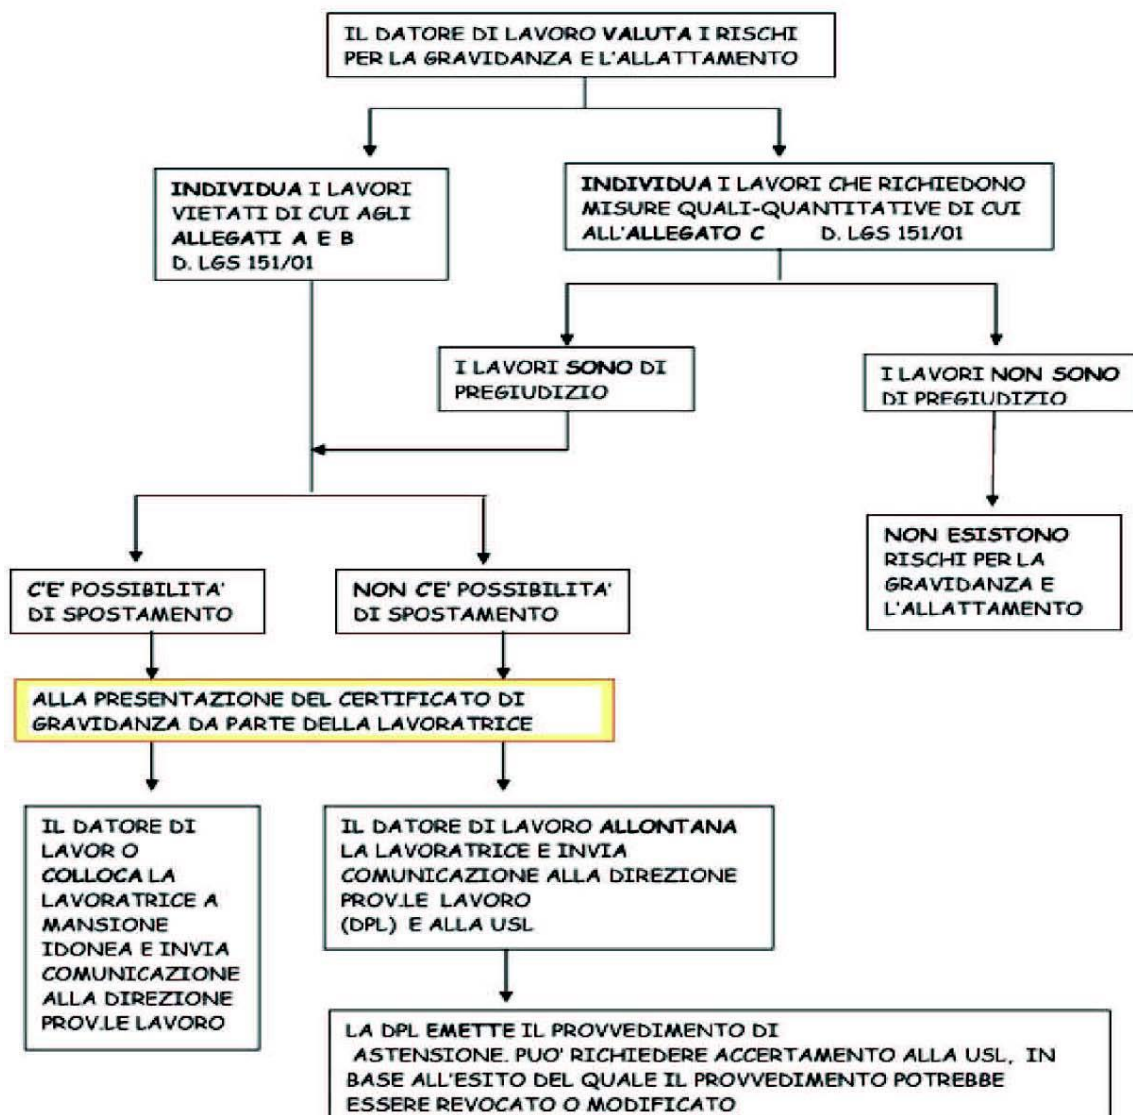 IL DATORE DI LAVORO VALUTA I RISCHI
PER LA GRAVIDANZA E L'ALLATTAMENTO
INDIVIDUA I LAVORI
VIETATI DI CUI AGLI
ALLEGATI A E B
D. LGS 151/01
INDIVIDUA I LAVORI CHE RICHIEDONO
MISURE QUALI-QUANTITATIVE DI CUI
ALL'ALLEGATO C D. LGS 151/01
I LAVORI SONO DI
PREGIUDIZIO
I LAVORI NON SONO
DI PREGIUDIZIO
NON ESISTONO
RISCHI PER LA
GRAVIDANZA E
L'ALLATTAMENTO
C'E' POSSIBILITA'
DI SPOSTAMENTO
NON C'E' POSSIBILITA'
DI SPOSTAMENTO
ALLA PRESENTAZIONE DEL CERTIFICATO DI
GRAVIDANZA DA PARTE DELLA LAVORATRICE
IL DATORE DI
LAVOR O
COLLOCA LA
LAVORATRICE A
MANSIONE
IDONEA E INVIA
COMUNICAZIONE
ALLA DIREZIONE
PROV.LE LAVORO
IL DATORE DI LAVORO ALLONTANA
LA LAVORATRICE E INVIA
COMUNICAZIONE ALLA DIREZIONE
PROV.LE LAVORO
(DPL) E ALLA USL
LA DPL EMETTE IL PROVVEDIMENTO DI
ASTENSIONE. PUO' RICHIEDERE ACCERTAMENTO ALLA USL, IN
BASE ALL'ESITO DEL QUALE IL PROVVEDIMENTO POTREBBE
ESSERE REVOCATO O MODIFICATO